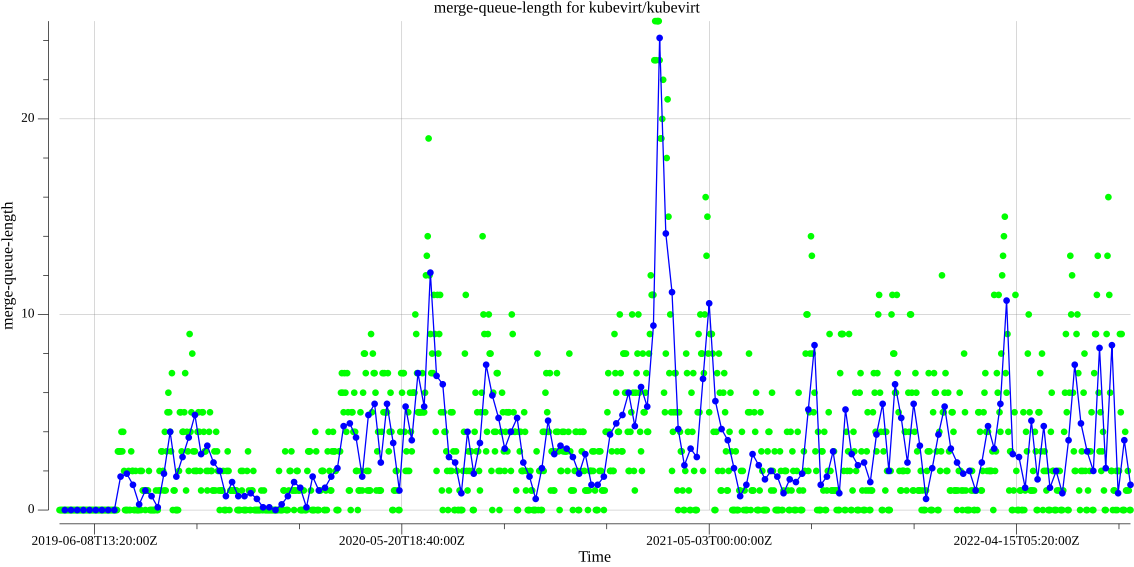 merge-queue-length for kubevirt/kubevirt
merge-queue-length
20
10
0
2019-06-08T13:20:00Z
2020-05-20T18:40:00Z
2021-05-03T00:00:00Z
2022-04-15T05:20:00Z
Time